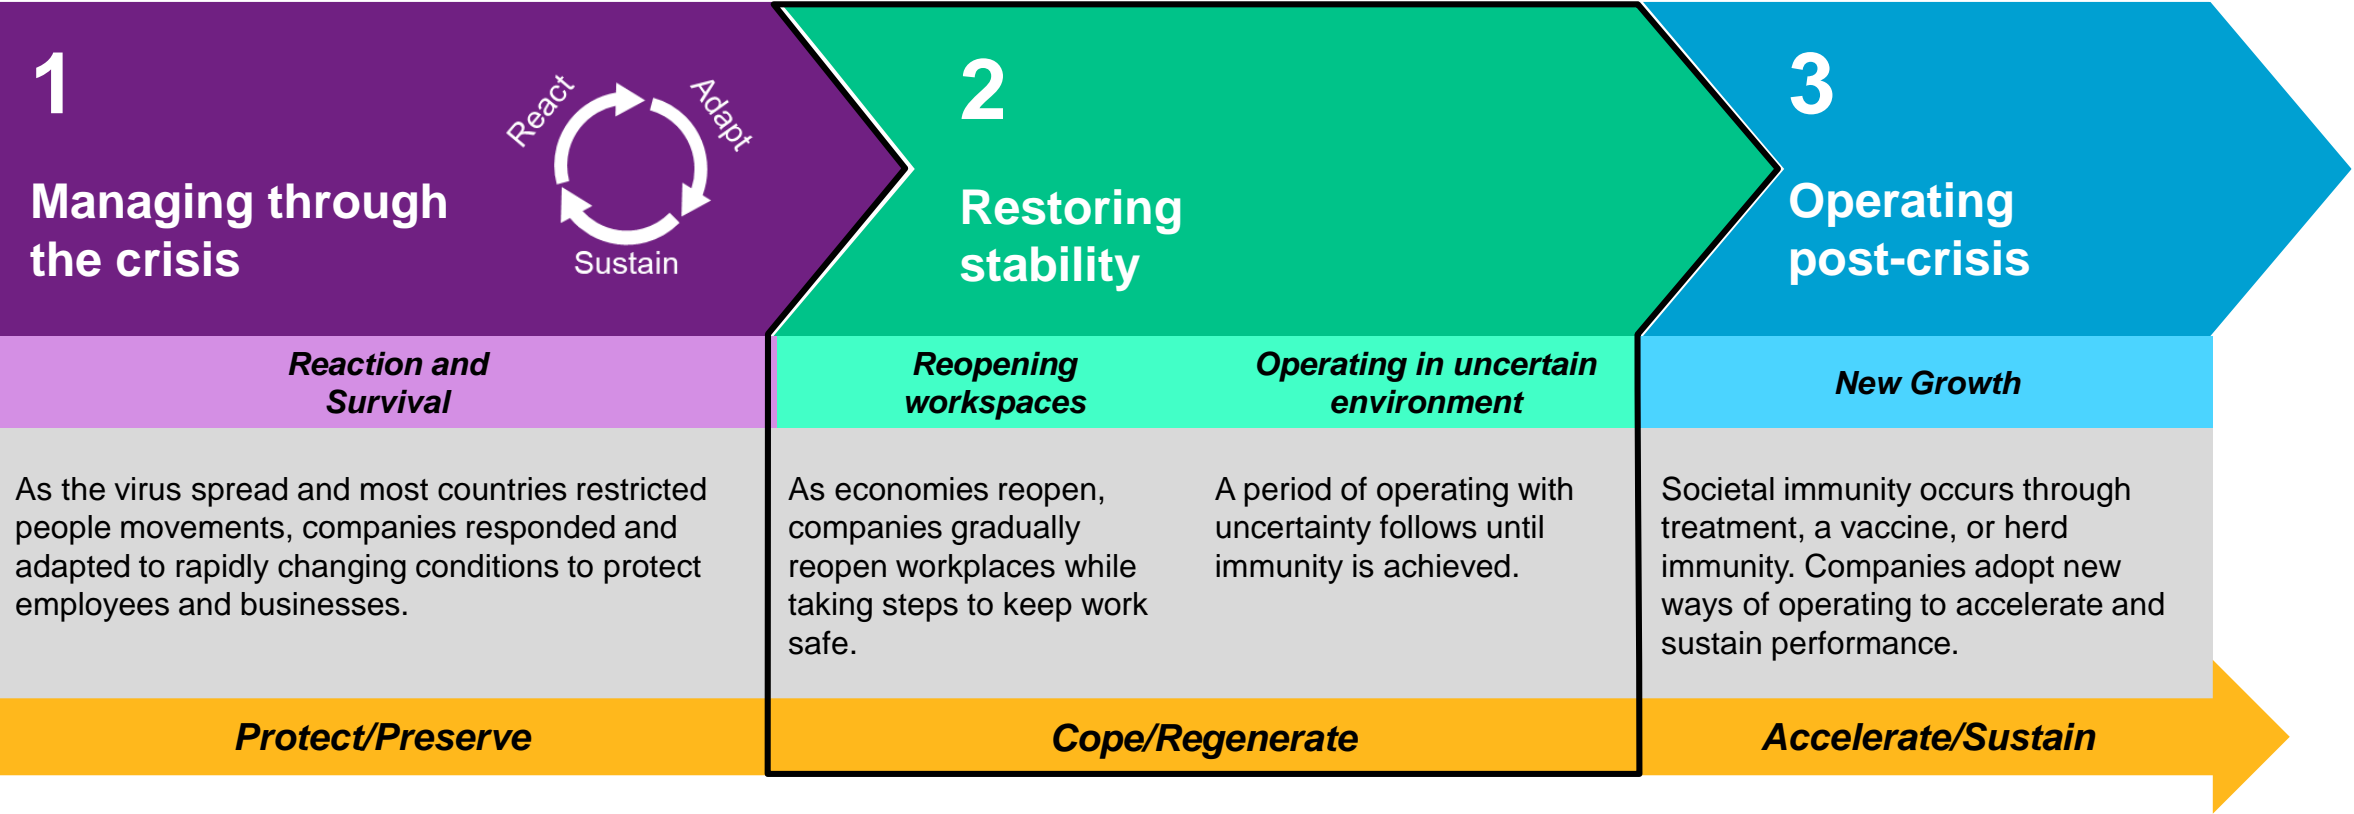 1
Managing through
the crisis
React
Adapt
Sustain
2
Restoring
stability
3
Operating
post-crisis
Reaction and
Survival
Reopening
workspaces
Operating in uncertain
environment
New Growth
As the virus spread and most countries restricted
people movements, companies responded and
adapted to rapidly changing conditions to protect
employees and businesses.
As economies reopen,
companies gradually
reopen workplaces while
taking steps to keep work
safe.
A period of operating with
uncertainty follows until
immunity is achieved.
Societal immunity occurs through
treatment, a vaccine, or herd
immunity. Companies adopt new
ways of operating to accelerate and
sustain performance.
Protect/Preserve
Cope/Regenerate
Accelerate/Sustain